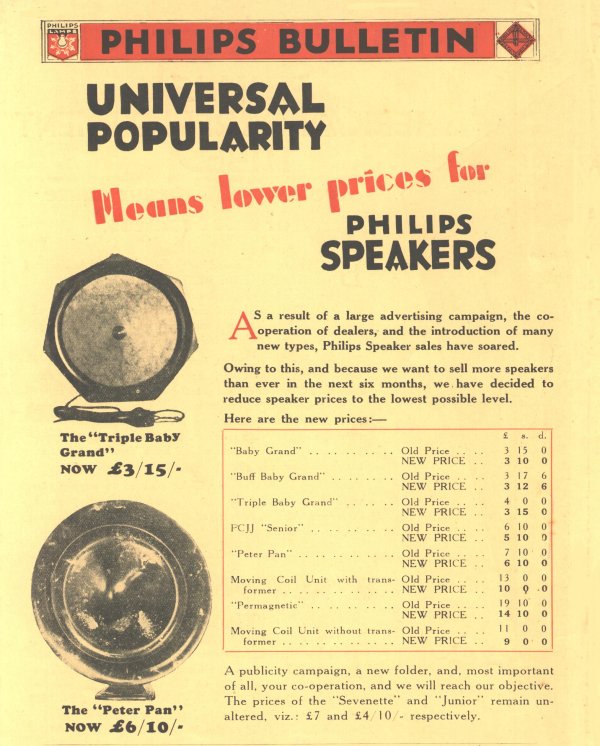 PHILIPS
LAMPS
PHILIPS BULLETIN
UNIVERSAL
POPULARITY
Means lower prices for
PHILIPS
SPEAKERS
AS a result of a large advertising campaign, the co-
operation of dealers, and the introduction of many
new types, Philips Speaker sales have soared.
Owing to this, and because we want to sell more speakers
than ever in the next six months, we have decided to
reduce speaker prices to the lowest possible level.
Here are the new prices:—
£ s. d.
"Baby Grand" . . . . . . . . . Old Price . . . . 3 15 0
NEW PRICE . . 3 10 0
"Buff Baby Grand" . . . . . . . Old Price . . . . 3 17 6
NEW PRICE . . 3 12 6
"Triple Baby Grand" . . . . . . Old Price . . . . 4 0 0
NEW PRICE . . 3 15 0
PCJJ "Senior" . . . . . . . . . Old Price . . . . 6 10 0
NEW PRICE . . 5 10 0
"Peter Pan" . . . . . . . . . . Old Price . . . . 7 10 0
NEW PRICE . . 6 10 0
Moving Coil Unit with trans- Old Price . . . . 13 0 0
former . . . . . . . . . . . . NEW PRICE . . 10 0 0
"Permagnetic" . . . . . . . . . Old Price . . . . 19 10 0
NEW PRICE . . 14 10 0
Moving Coil Unit without trans- Old Price . . . . 11 0 0
former . . . . . . . . . . . . NEW PRICE . . 9 0 0
The "Triple Baby
Grand"
NOW £3/15/-
The "Peter Pan"
NOW £6/10/-
A publicity campaign, a new folder, and, most important
of all, your co-operation, and we will reach our objective.
The prices of the "Sevenette" and "Junior" remain un-
altered, viz.: £7 and £4/10/- respectively.